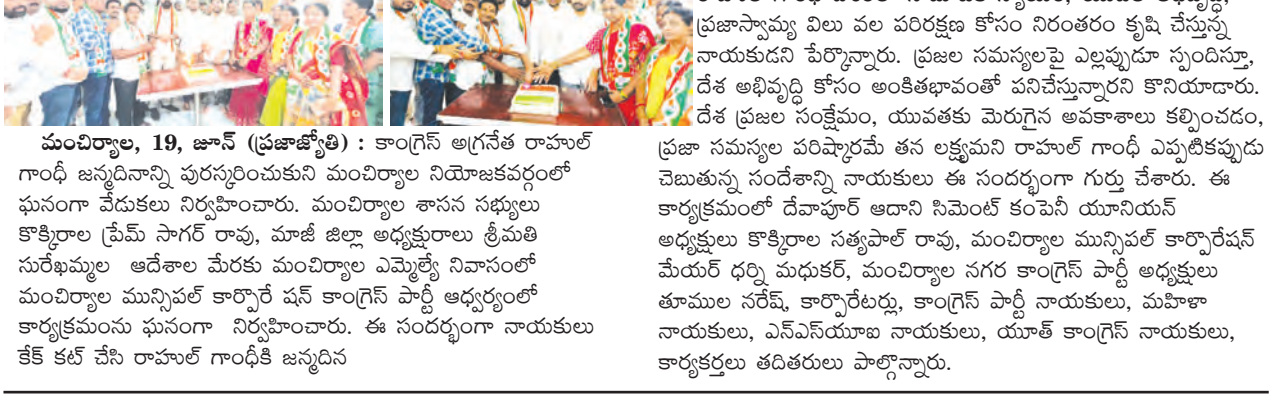 మంచిర్యాల, 19, జూన్ (ప్రజాజ్యోతి) : కాంగ్రెస్ అగ్రనేత రాహుల్
గాంధీ జన్మదినాన్ని పురస్కరించుకుని మంచిర్యాల నియోజకవర్గంలో
ఘనంగా వేడుకలు నిర్వహించారు. మంచిర్యాల శాసన సభ్యులు
కొక్కిరాల ప్రేమ్ సాగర్ రావు, మాజీ జిల్లా అధ్యక్షురాలు శ్రీమతి
సురేఖమ్మల ఆదేశాల మేరకు మంచిర్యాల ఎమ్మెల్యే నివాసంలో
మంచిర్యాల మున్సిపల్ కార్పొరే షన్ కాంగ్రెస్ పార్టీ ఆధ్వర్యంలో
కార్యక్రమంను ఘనంగా నిర్వహించారు. ఈ సందర్భంగా నాయకులు
కేక్ కట్ చేసి రాహుల్ గాంధీకి జన్మదిన
ప్రజాస్వామ్య విలు వల పరిరక్షణ కోసం నిరంతరం కృషి చేస్తున్న
నాయకుడని పేర్కొన్నారు. ప్రజల సమస్యలపై ఎల్లప్పుడూ స్పందిస్తూ,
దేశ అభివృద్ధి కోసం అంకితభావంతో పనిచేస్తున్నారని కొనియాడారు.
దేశ ప్రజల సంక్షేమం, యువతకు మెరుగైన అవకాశాలు కల్పించడం,
ప్రజా సమస్యల పరిష్కారమే తన లక్ష్యమని రాహుల్ గాంధీ ఎప్పటికప్పుడు
చెబుతున్న సందేశాన్ని నాయకులు ఈ సందర్భంగా గుర్తు చేశారు. ఈ
కార్యక్రమంలో దేవాపూర్ ఆదాని సిమెంట్ కంపెనీ యూనియన్
అధ్యక్షులు కొక్కిరాల సత్యపాల్ రావు, మంచిర్యాల మున్సిపల్ కార్పొరేషన్
మేయర్ ధర్ని మధుకర్, మంచిర్యాల నగర కాంగ్రెస్ పార్టీ అధ్యక్షులు
తూముల నరేష్, కార్పొరేటర్లు, కాంగ్రెస్ పార్టీ నాయకులు, మహిళా
నాయకులు, ఎన్ఎస్‌యూఐ నాయకులు, యూత్ కాంగ్రెస్ నాయకులు,
కార్యకర్తలు తదితరులు పాల్గొన్నారు.